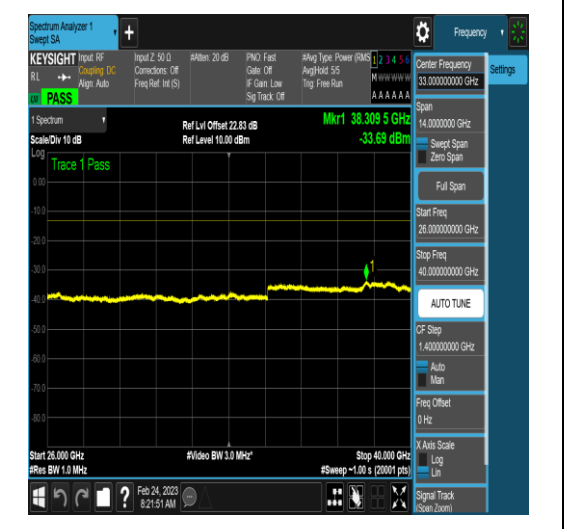 Spectrum Analyzer 1
Swept SA
Frequency
KEYSIGHT
RL
PASS
Input: RF
Coupling: DC
Align: Auto
Input Z: 50 Ω
Corrections: Off
Freq Ref: Int (S)
#Atten: 20 dB
PNO: Fast
Gate: Off
IF Gain: Low
Sig Track: Off
#Avg Type: Power (RMS
Avg|Hold: 5/5
Trig: Free Run
1 2 3 4 5 6
M W W W W W
A A A A A A
1 Spectrum
Scale/Div 10 dB
Ref Lvl Offset 22.83 dB
Ref Level 10.00 dBm
Mkr1 38.309 5 GHz
-33.69 dBm
Log
Trace 1 Pass
0.00
-10.0
-20.0
-30.0
-40.0
-50.0
-60.0
-70.0
-80.0
1
Start 26.000 GHz
#Res BW 1.0 MHz
#Video BW 3.0 MHz*
Stop 40.000 GHz
#Sweep ~1.00 s (20001 pts)
?
Feb 24, 2023
8:21:51 AM
Center Frequency
33.000000000 GHz
Settings
Span
14.0000000 GHz
Swept Span
Zero Span
Full Span
Start Freq
26.000000000 GHz
Stop Freq
40.000000000 GHz
AUTO TUNE
CF Step
1.400000000 GHz
Auto
Man
Freq Offset
0 Hz
X Axis Scale
Log
Lin
Signal Track
(Span Zoom)